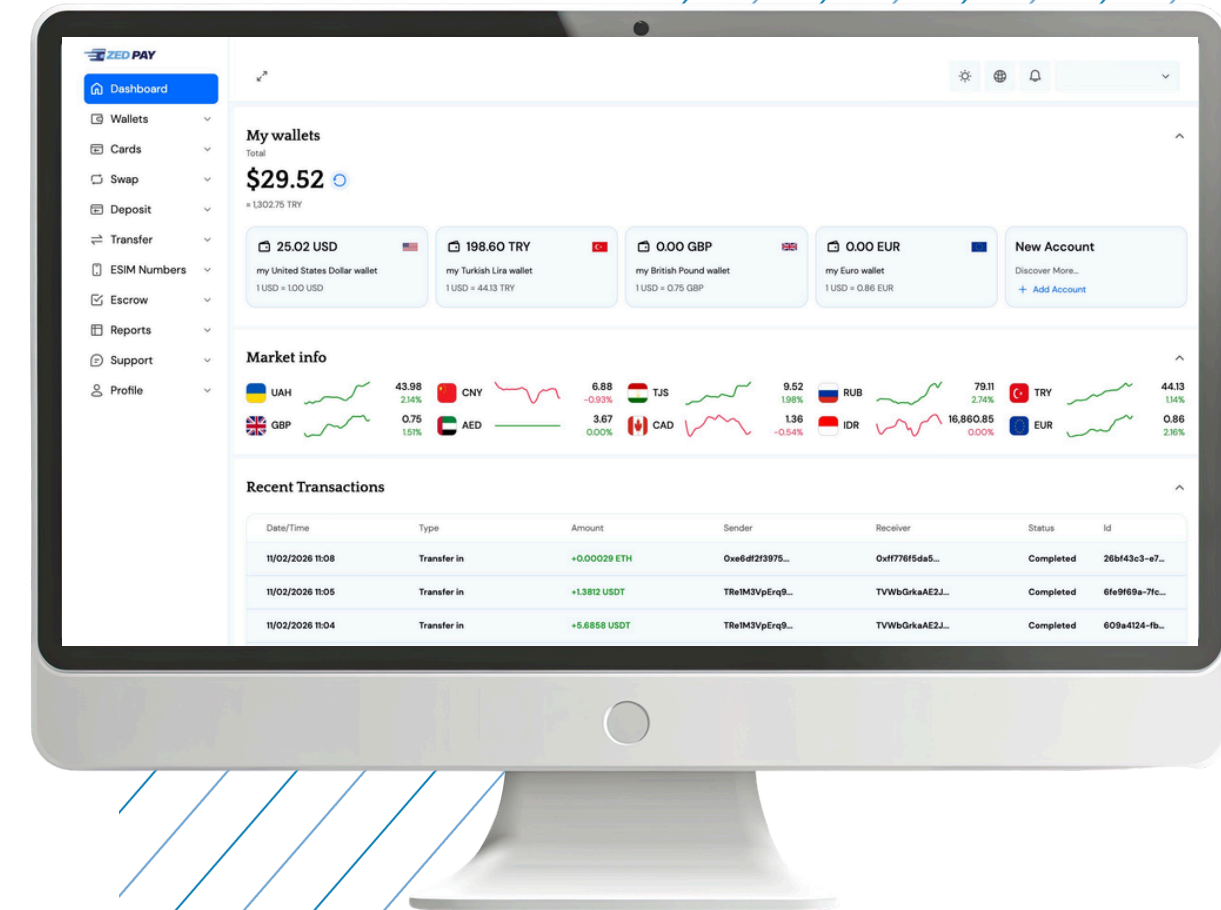 ZED PAY
Dashboard
Wallets
Cards
Swap
Deposit
Transfer
ESIM Numbers
Escrow
Reports
Support
Profile
My wallets
Total
$29.52
= 1,302.75 TRY
25.02 USD
my United States Dollar wallet
1 USD = 1.00 USD
198.60 TRY
my Turkish Lira wallet
1 USD = 44.13 TRY
0.00 GBP
my British Pound wallet
1 USD = 0.75 GBP
0.00 EUR
my Euro wallet
1 USD = 0.86 EUR
New Account
Discover More...
+ Add Account
Market info
UAH 43.98 2.14%
CNY 6.88 -0.93%
TJS 9.52 1.98%
RUB 79.11 2.74%
TRY 44.13 1.14%
GBP 0.75 1.51%
AED 3.67 0.00%
CAD 1.36 -0.54%
IDR 16,860.85 0.00%
EUR 0.86 2.16%
Recent Transactions
Date/Time Type Amount Sender Receiver Status Id
11/02/2026 11:08 Transfer in +0.00029 ETH 0xe6df2f3975... 0xff776f5da5... Completed 26bf43c3-e7...
11/02/2026 11:05 Transfer in +1.3812 USDT TRe1M3VpErq9... TVWbGrkaAE2J... Completed 6fe9f69a-7fc...
11/02/2026 11:04 Transfer in +5.6858 USDT TRe1M3VpErq9... TVWbGrkaAE2J... Completed 609a4124-fb...